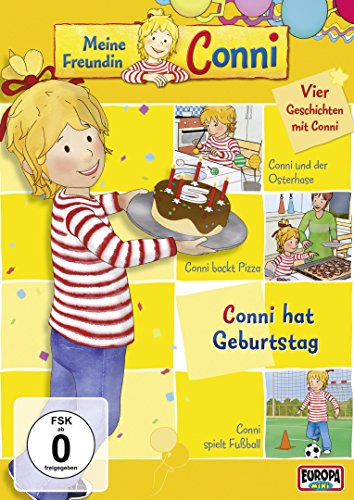 Meine
Freundin
Conni
Vier
Geschichten
mit Conni
Conni und der
Osterhase
5
Conni backt Pizza
Conni hat
Geburtstag
Conni
spielt Fußball
FSK
ab
0
freigegeben
EUROPA
MINI